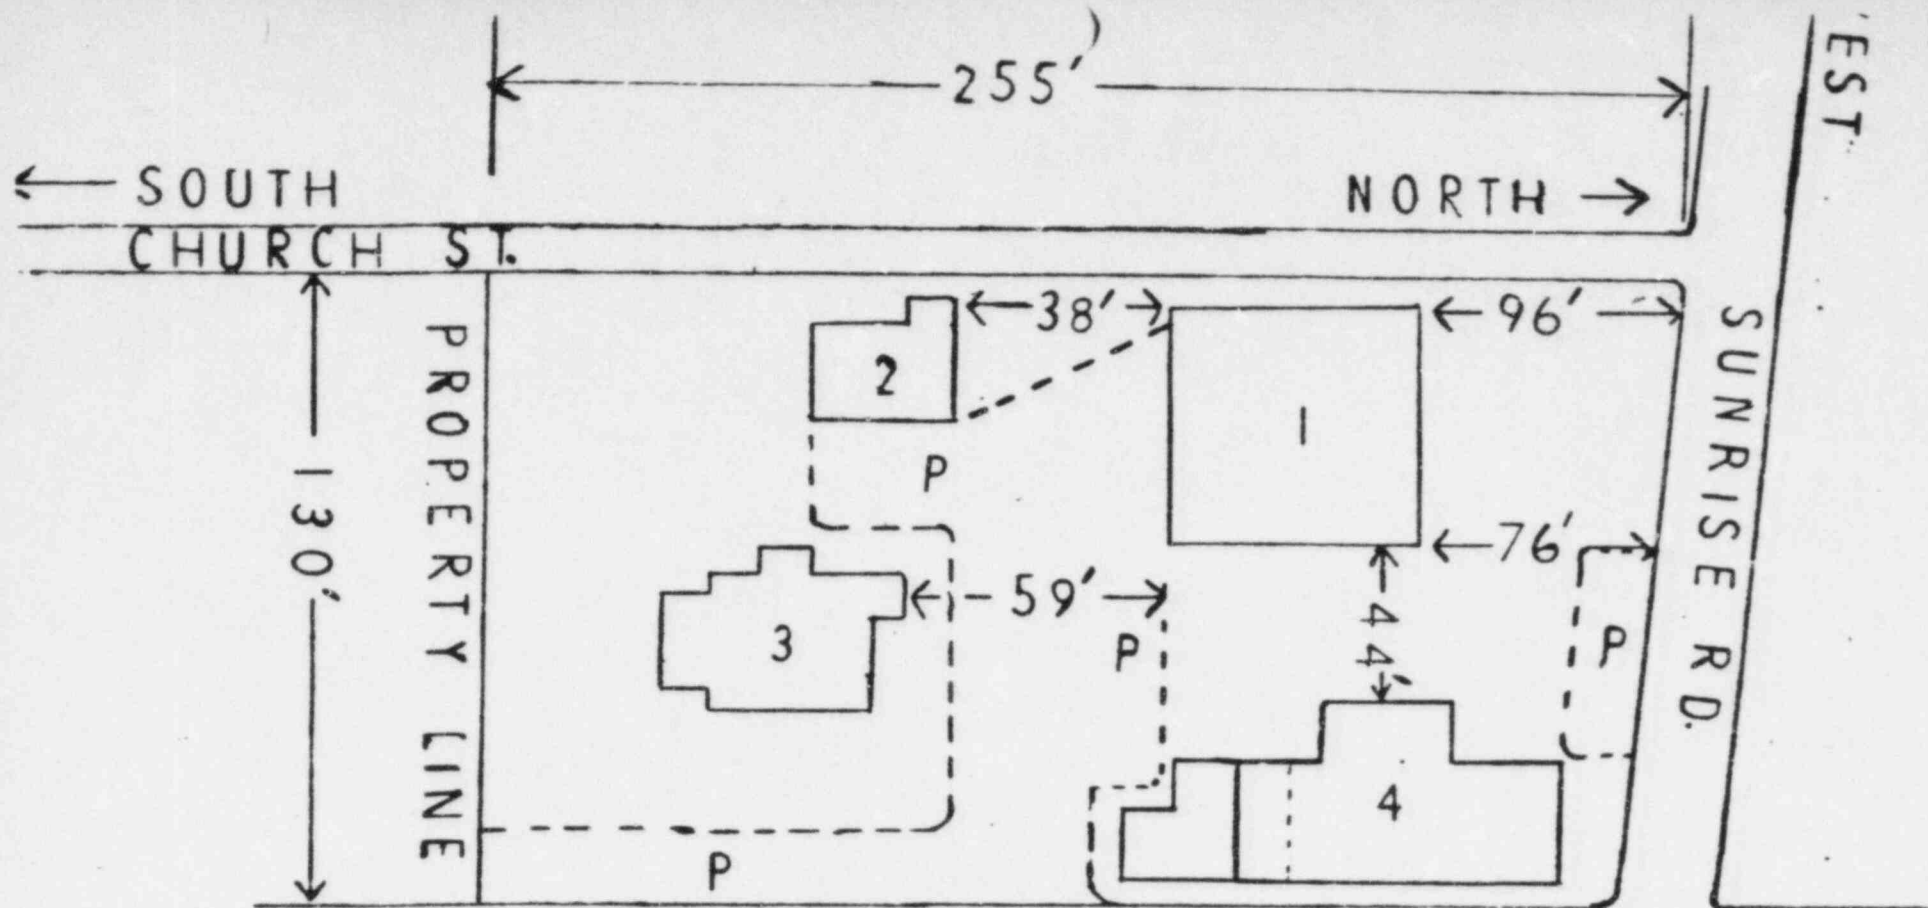 255'
'EST
SOUTH
NORTH
CHURCH ST.
38'
96'
2
1
130'
PROPERTY LINE
SUNRISE RD.
P
76'
59'
3
P
44'
P
4
P